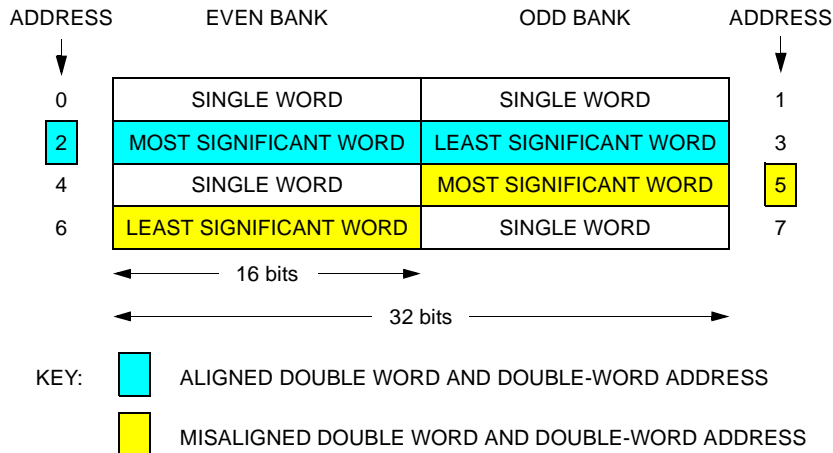 ADDRESS EVEN BANK ODD BANK ADDRESS
0 SINGLE WORD SINGLE WORD 1
2 MOST SIGNIFICANT WORD LEAST SIGNIFICANT WORD 3
4 SINGLE WORD MOST SIGNIFICANT WORD 5
6 LEAST SIGNIFICANT WORD SINGLE WORD 7
16 bits
32 bits
KEY: ALIGNED DOUBLE WORD AND DOUBLE-WORD ADDRESS
MISALIGNED DOUBLE WORD AND DOUBLE-WORD ADDRESS